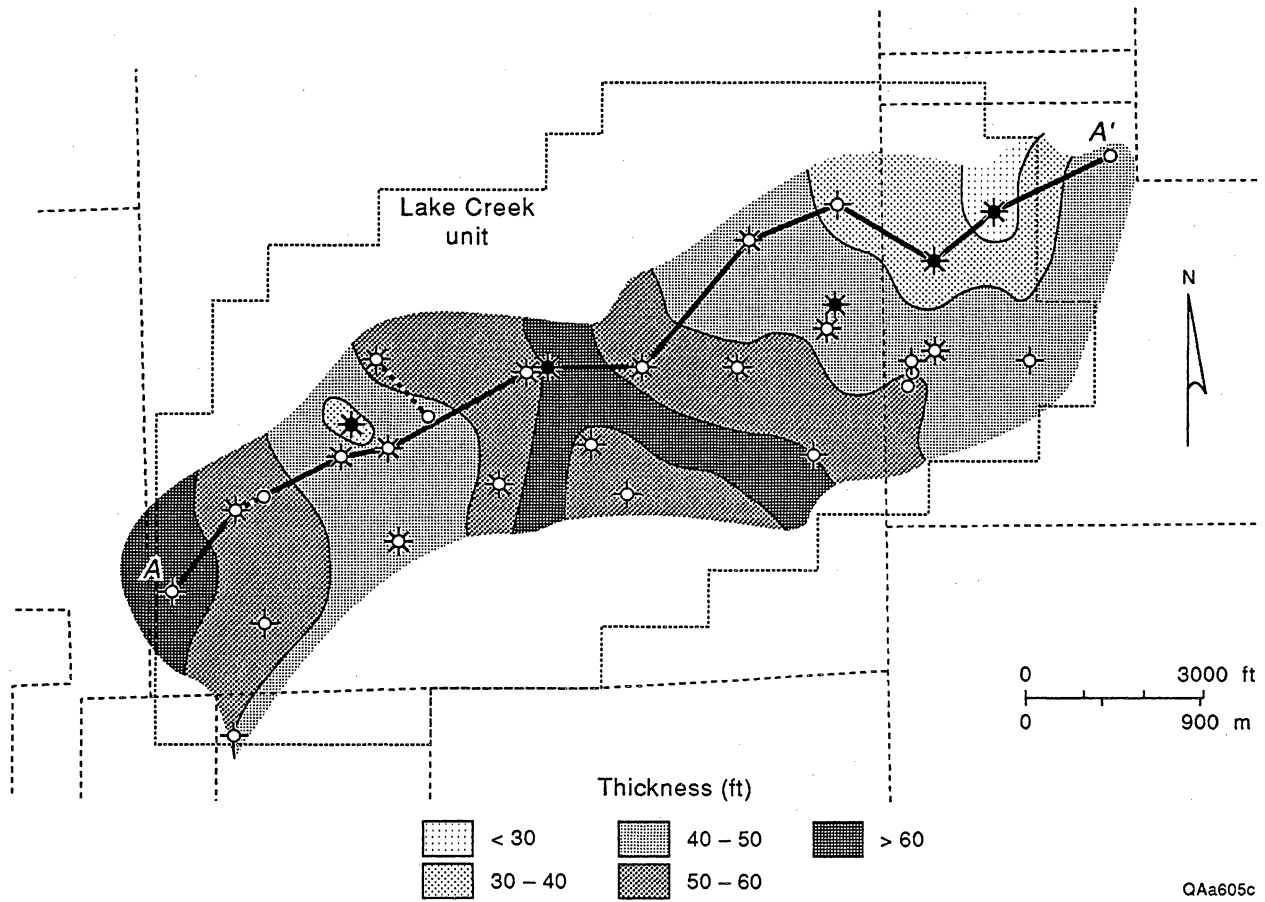 A'
Lake Creek
unit
N
A
0 3000 ft
0 900 m
Thickness (ft)
< 30
40 – 50
> 60
30 – 40
50 – 60
QAa605c